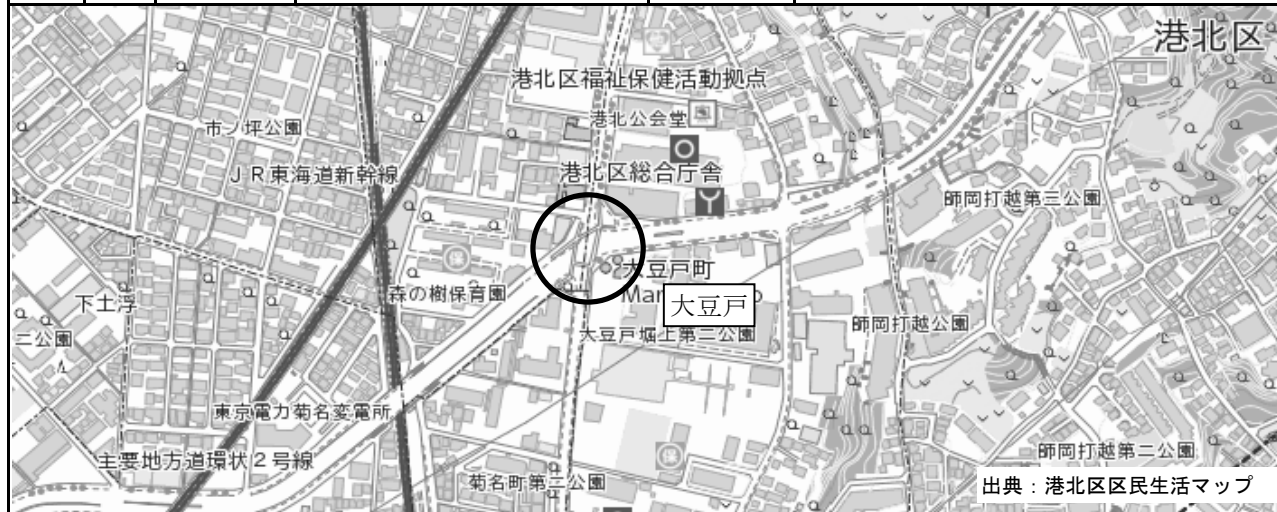 港北区
港北区福祉保健活動拠点
港北公会堂
市ノ坪公園
JR東海道新幹線
港北区総合庁舎
師岡打越第三公園
大豆戸町
森の樹保育園
保
大豆戸
下土浮
二公園
師岡打越公園
大豆戸堀上第二公園
東京電力菊名変電所
主要地方道環状2号線
保
師岡打越第二公園
菊名町第二公園
出典:港北区区民生活マップ